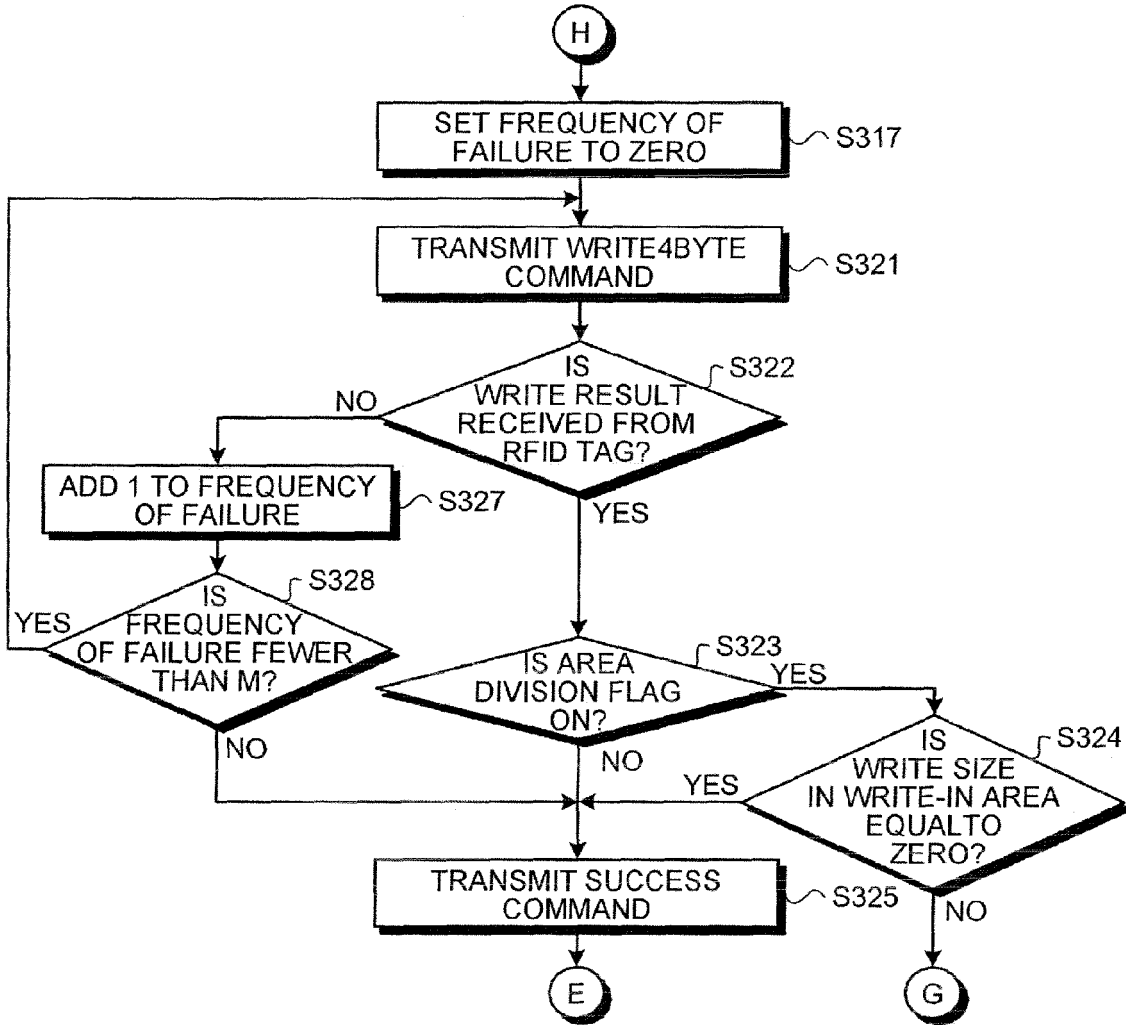 H
SET FREQUENCY OF
FAILURE TO ZERO
S317
TRANSMIT WRITE4BYTE
COMMAND
S321
IS
WRITE RESULT
RECEIVED FROM
RFID TAG?
S322
NO
YES
ADD 1 TO FREQUENCY
OF FAILURE
S327
IS
FREQUENCY
OF FAILURE FEWER
THAN M?
S328
YES
NO
IS AREA
DIVISION FLAG
ON?
S323
YES
NO
IS
WRITE SIZE
IN WRITE-IN AREA
EQUALTO
ZERO?
S324
YES
NO
TRANSMIT SUCCESS
COMMAND
S325
E
G